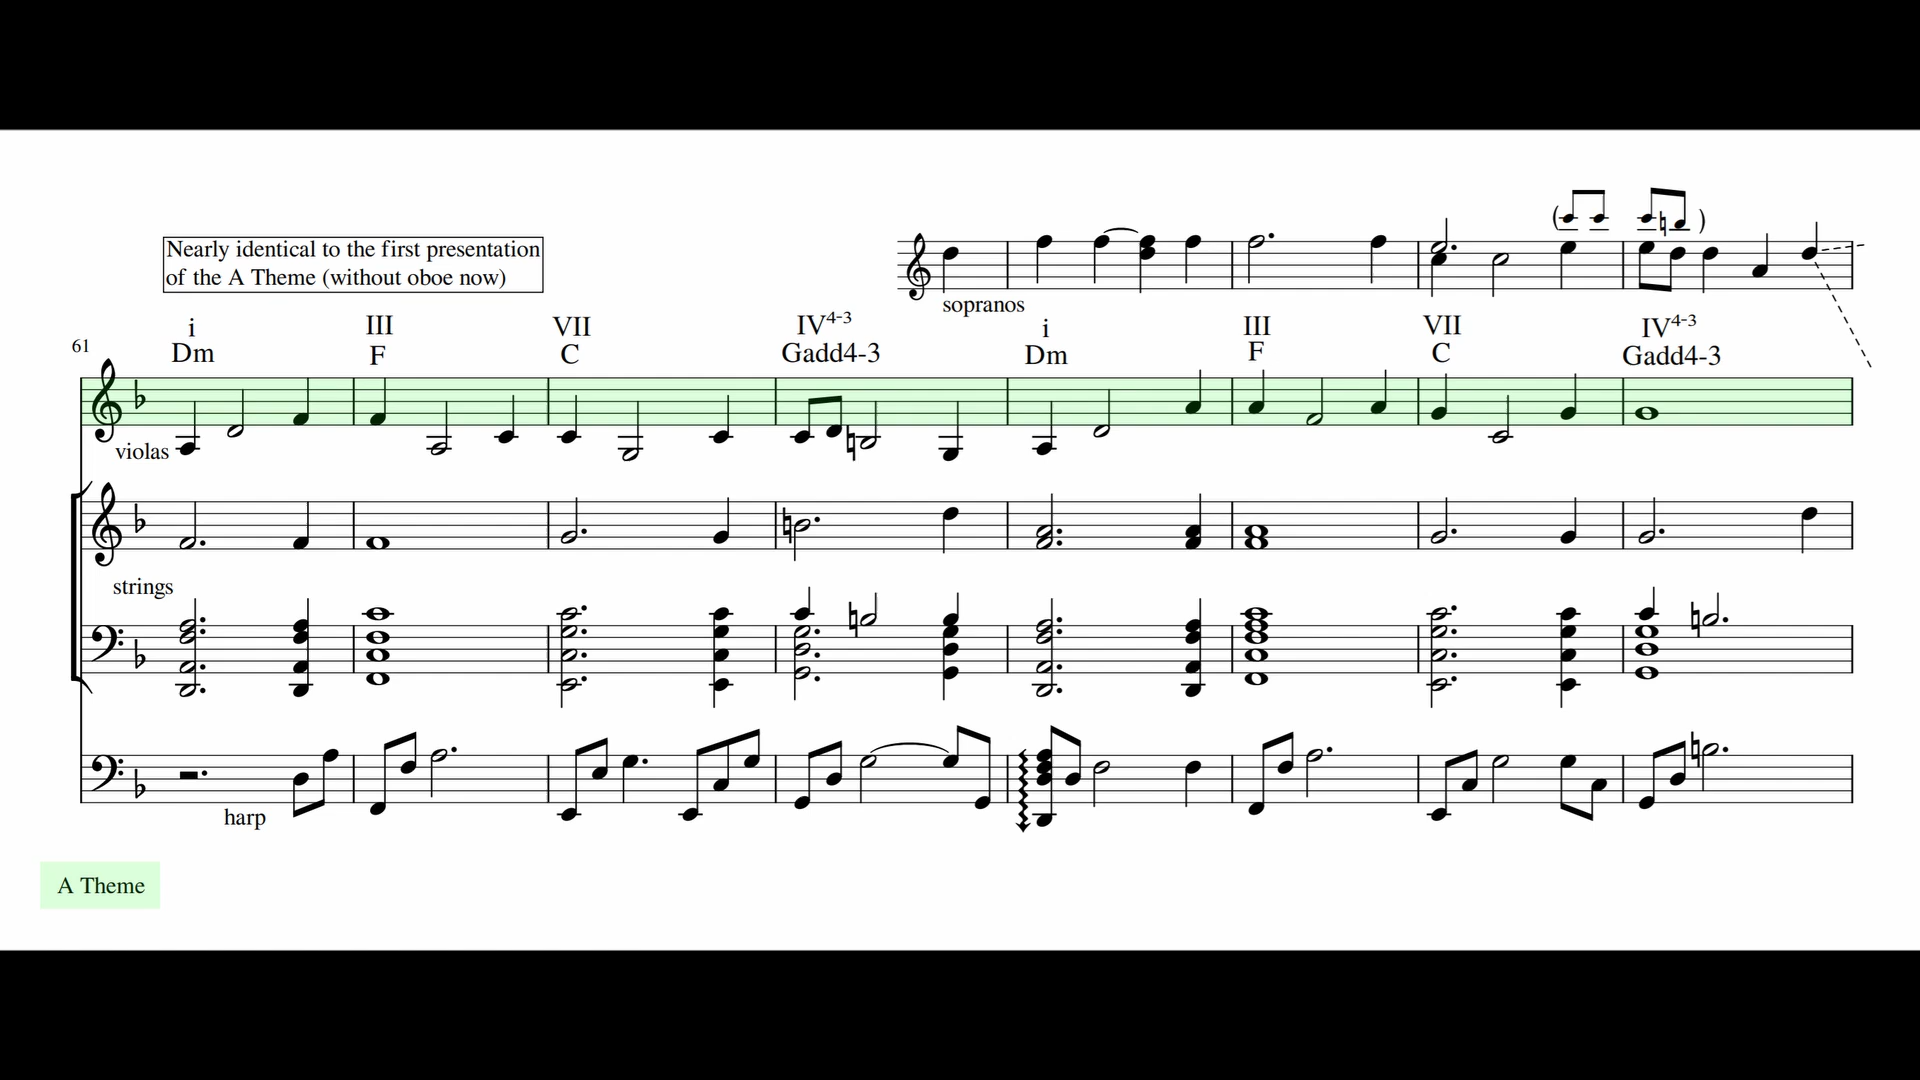 Nearly identical to the first presentation
of the A Theme (without oboe now)
sopranos
i III VII IV4-3 i III VII IV4-3
61 Dm F C Gadd4-3 Dm F C Gadd4-3
violas
strings
harp
A Theme